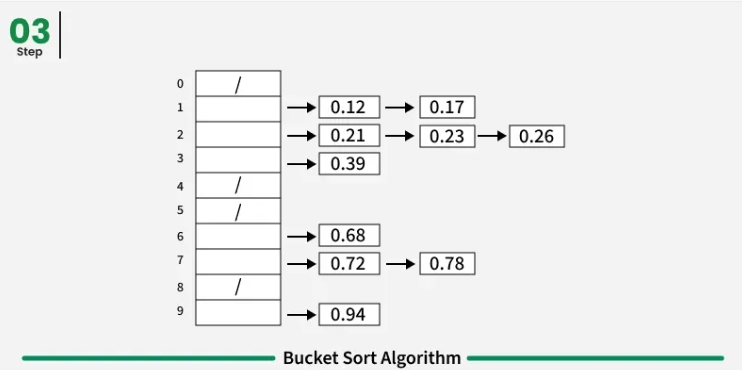 03
Step
0 /
1 0.12 0.17
2 0.21 0.23 0.26
3 0.39
4 /
5 /
6 0.68
7 0.72 0.78
8 /
9 0.94
Bucket Sort Algorithm